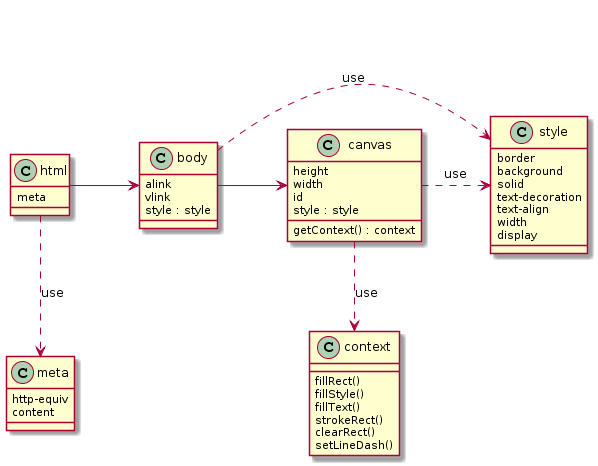 use
C style
border
background
solid
text-decoration
text-align
width
display
C canvas
height
width
id
style : style
getContext() : context
use
C body
alink
vlink
style : style
C html
meta
use
use
C meta
http-equiv
content
C context
fillRect()
fillStyle()
fillText()
strokeRect()
clearRect()
setLineDash()